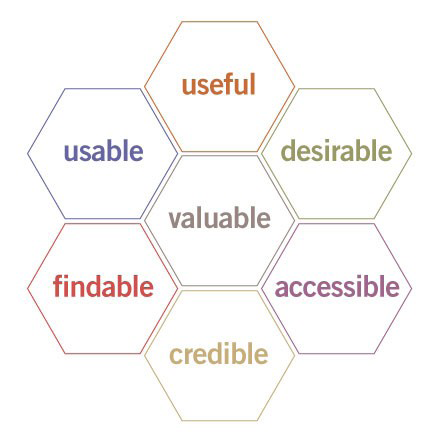 useful
usable
desirable
valuable
findable
accessible
credible